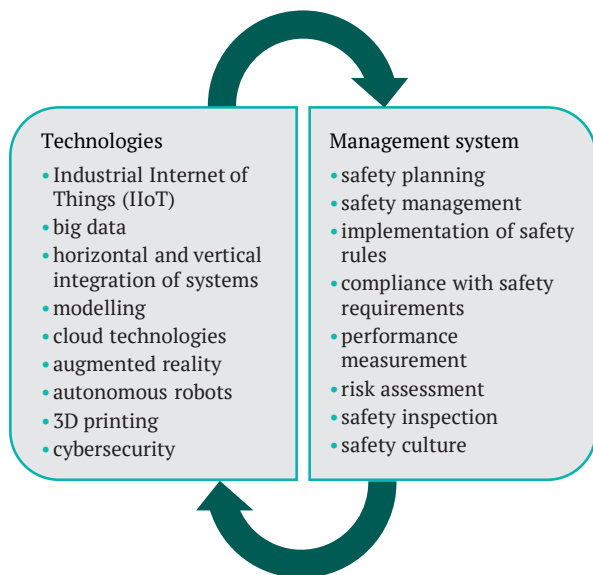 Technologies
• Industrial Internet of
Things (IIoT)
• big data
• horizontal and vertical
integration of systems
• modelling
• cloud technologies
• augmented reality
• autonomous robots
• 3D printing
• cybersecurity
Management system
• safety planning
• safety management
• implementation of safety
rules
• compliance with safety
requirements
• performance
measurement
• risk assessment
• safety inspection
• safety culture